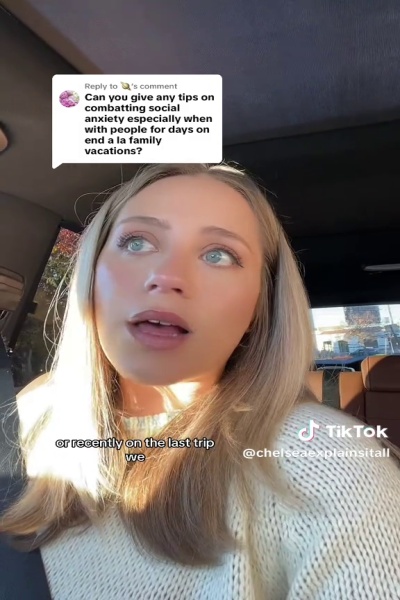 Reply to 's comment
Can you give any tips on
combatting social
anxiety especially when
with people for days on
end a la family
vacations?
or recently on the last trip
we
TikTok
@chelseaexplainsitall